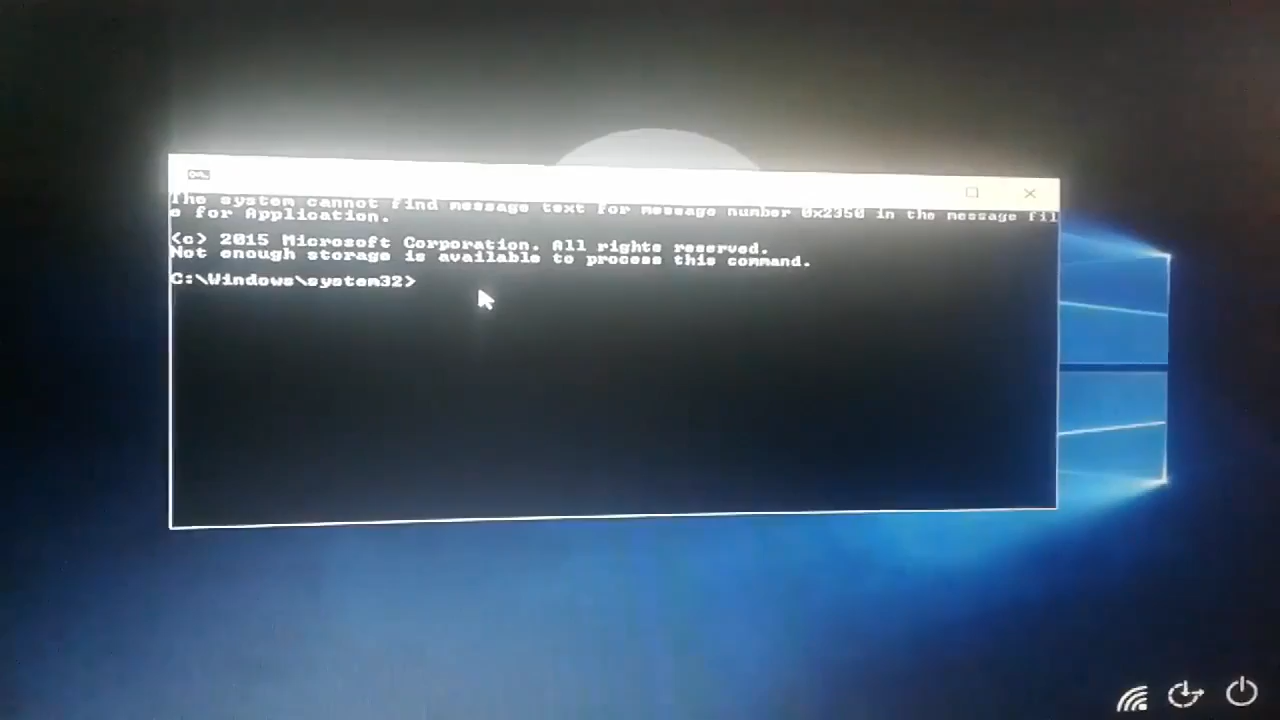 The system cannot find message text for message number 0x2350 in the message fil
e for Application.
(c) 2015 Microsoft Corporation. All rights reserved.
Not enough storage is available to process this command.
C:\Windows\system32>